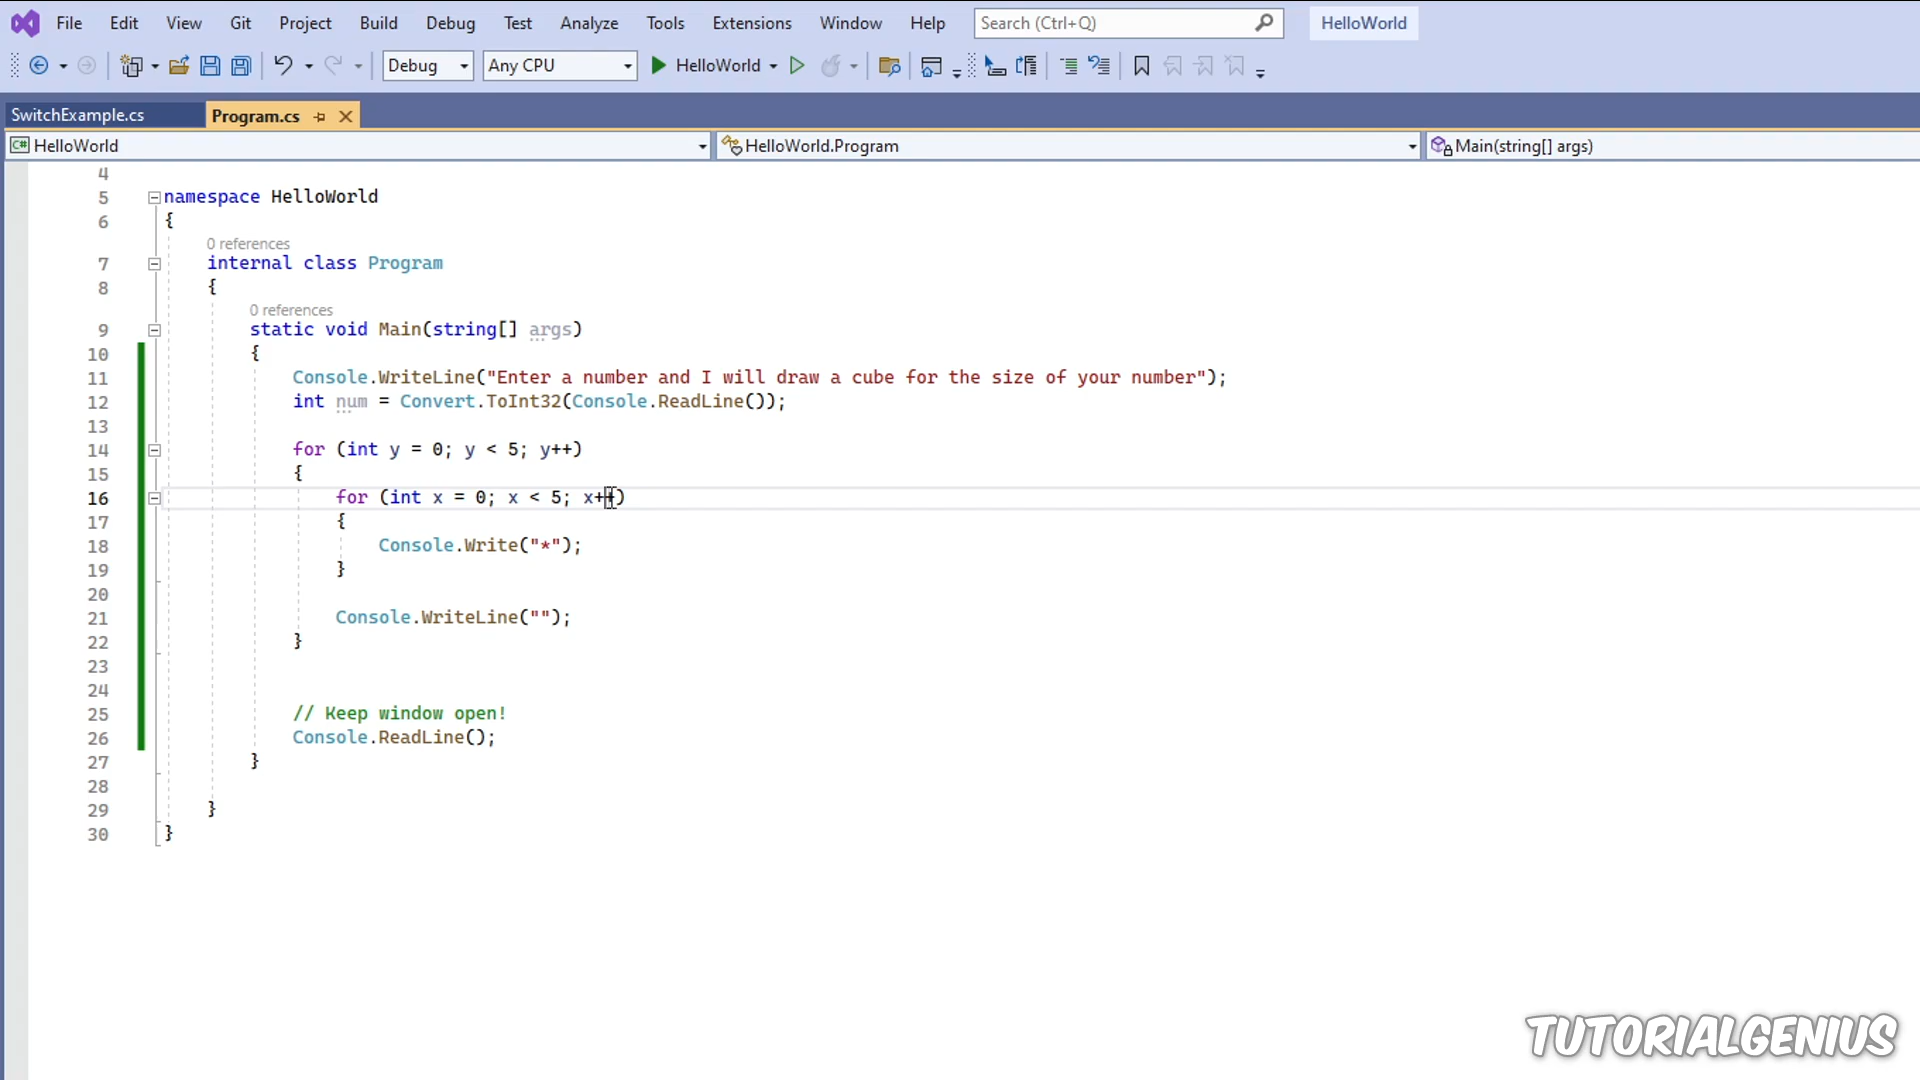 File Edit View Git Project Build Debug Test Analyze Tools Extensions Window Help Search (Ctrl+Q) HelloWorld
Debug Any CPU HelloWorld
SwitchExample.cs Program.cs
C# HelloWorld HelloWorld.Program Main(string[] args)
4
5 namespace HelloWorld
6 {
0 references
7 internal class Program
8 {
0 references
9 static void Main(string[] args)
10 {
11 Console.WriteLine("Enter a number and I will draw a cube for the size of your number");
12 int num = Convert.ToInt32(Console.ReadLine());
13
14 for (int y = 0; y < 5; y++)
15 {
16 for (int x = 0; x < 5; x++)
17 {
18 Console.Write("*");
19 }
20
21 Console.WriteLine("");
22 }
23
24
25 // Keep window open!
26 Console.ReadLine();
27 }
28
29 }
30 }
TUTORIALGENIUS